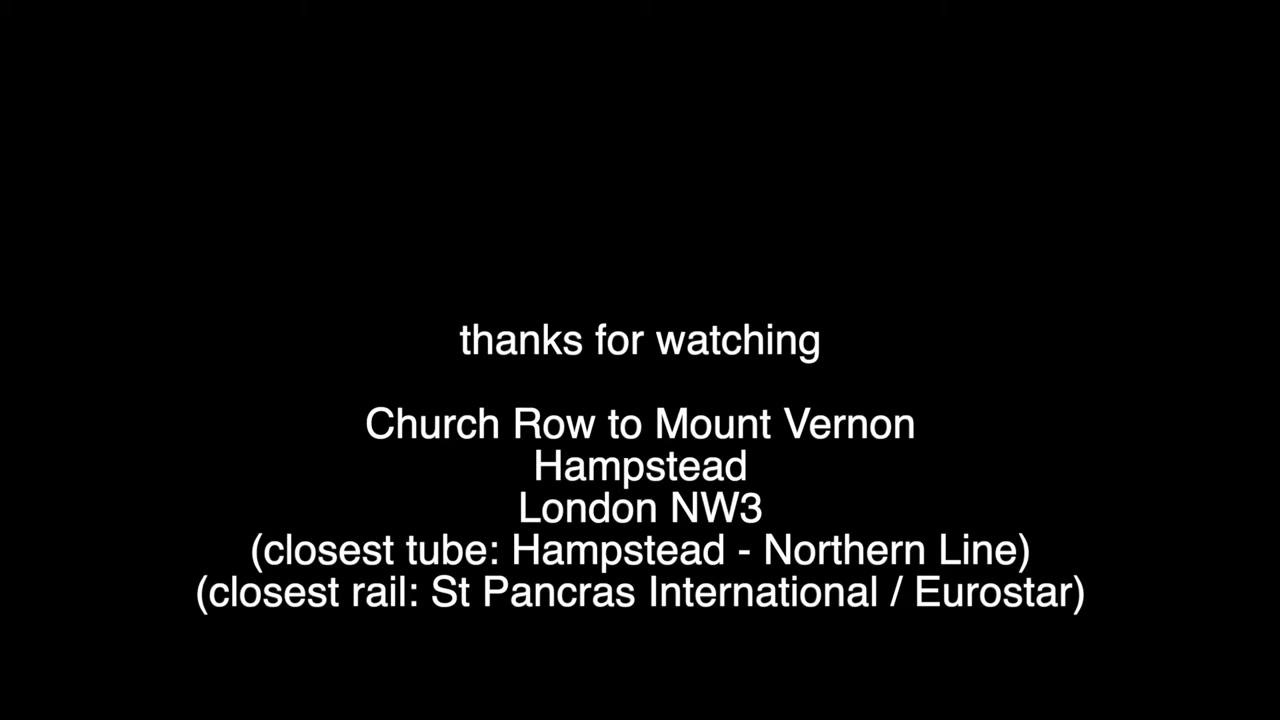 thanks for watching
Church Row to Mount Vernon
Hampstead
London NW3
(closest tube: Hampstead - Northern Line)
(closest rail: St Pancras International / Eurostar)